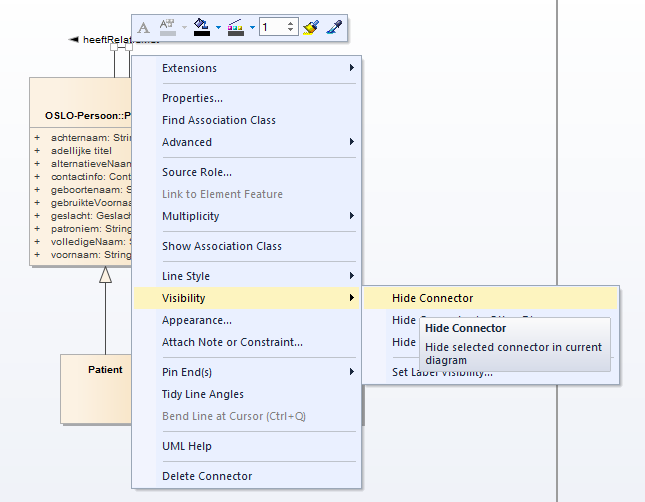 A
AB
1
◄ heeftRelatiemet
OSLO-Persoon::P
+ achternaam: Strin
+ adellijke titel
+ alternatieveNaam
+ contactinfo: Cont
+ geboortenaam: S
+ gebruikteVoornaa
+ geslacht: Geslach
+ patroniem: String
+ volledigeNaam: S
+ voornaam: String
Patient
Extensions
Properties...
Find Association Class
Advanced
Source Role...
Link to Element Feature
Multiplicity
Show Association Class
Line Style
Visibility
Appearance...
Attach Note or Constraint...
Pin End(s)
Tidy Line Angles
Bend Line at Cursor (Ctrl+Q)
UML Help
Delete Connector
Hide Connector
Hide
Hide
Set Label Visibility...
Hide Connector
Hide selected connector in current
diagram